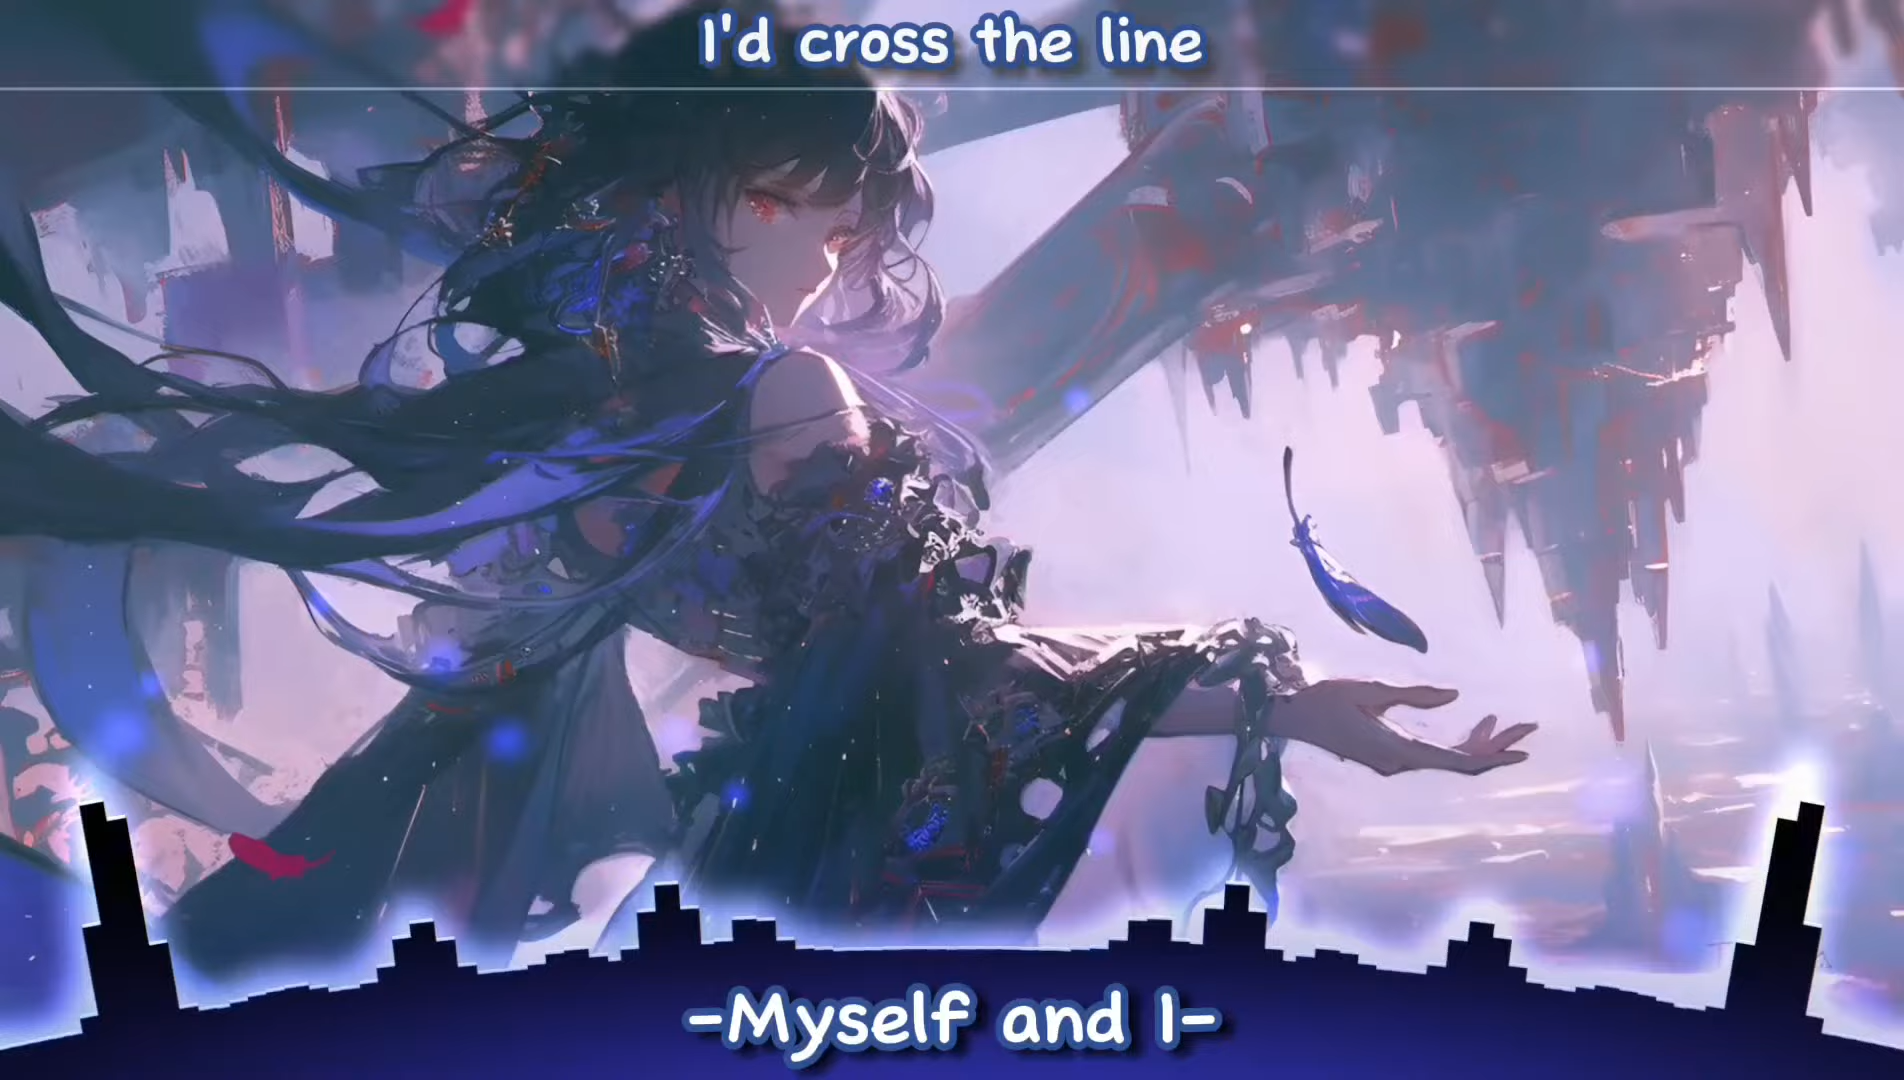 I'd cross the line
-Myself and I-